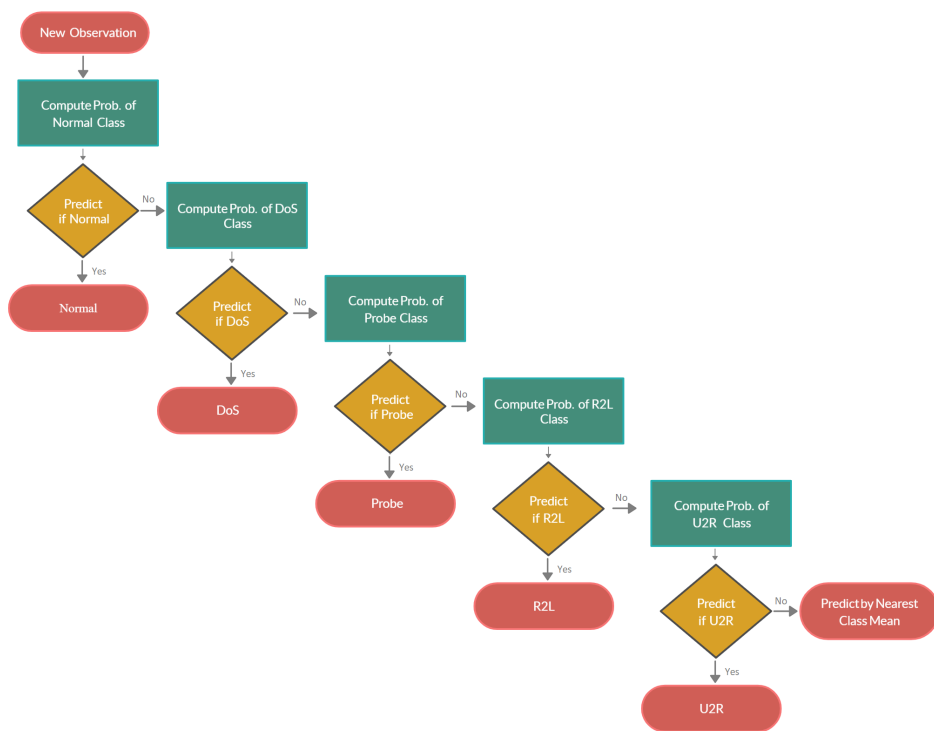 New Observation
Compute Prob. of
Normal Class
Predict
if Normal
No
Yes
Normal
Compute Prob. of DoS
Class
Predict
if DoS
No
Yes
DoS
Compute Prob. of
Probe Class
Predict
if Probe
No
Yes
Probe
Compute Prob. of R2L
Class
Predict
if R2L
No
Yes
R2L
Compute Prob. of
U2R Class
Predict
if U2R
No
Yes
U2R
Predict by Nearest
Class Mean